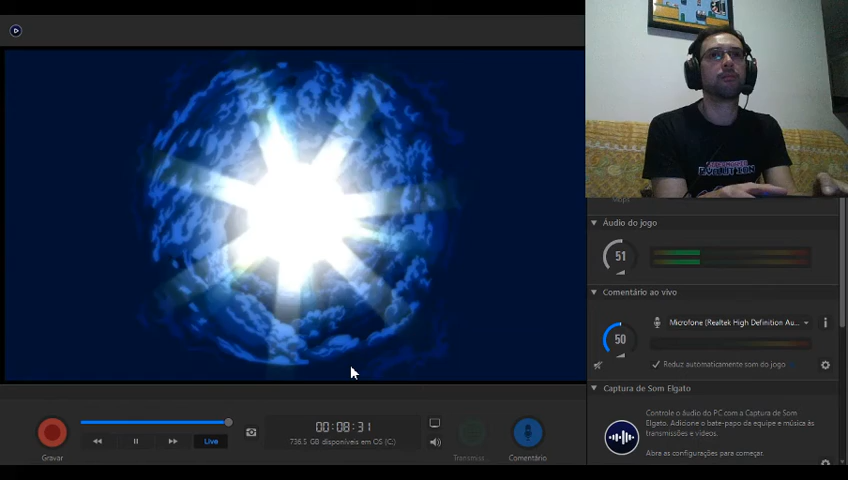 Áudio do jogo
51
Comentário ao vivo
Microfone (Realtek High Definition Au...
50
Reduz automaticamente som do jogo
Captura de Som Elgato
Controle o áudio do PC com a Captura de Som
Elgato. Adicione o bate-papo da equipe e música às
transmissões e vídeos.
Abra as configurações para começar.
00:08:31
736.5 GB disponíveis em OS (C:)
Live
Gravar
Transmiss...
Comentário